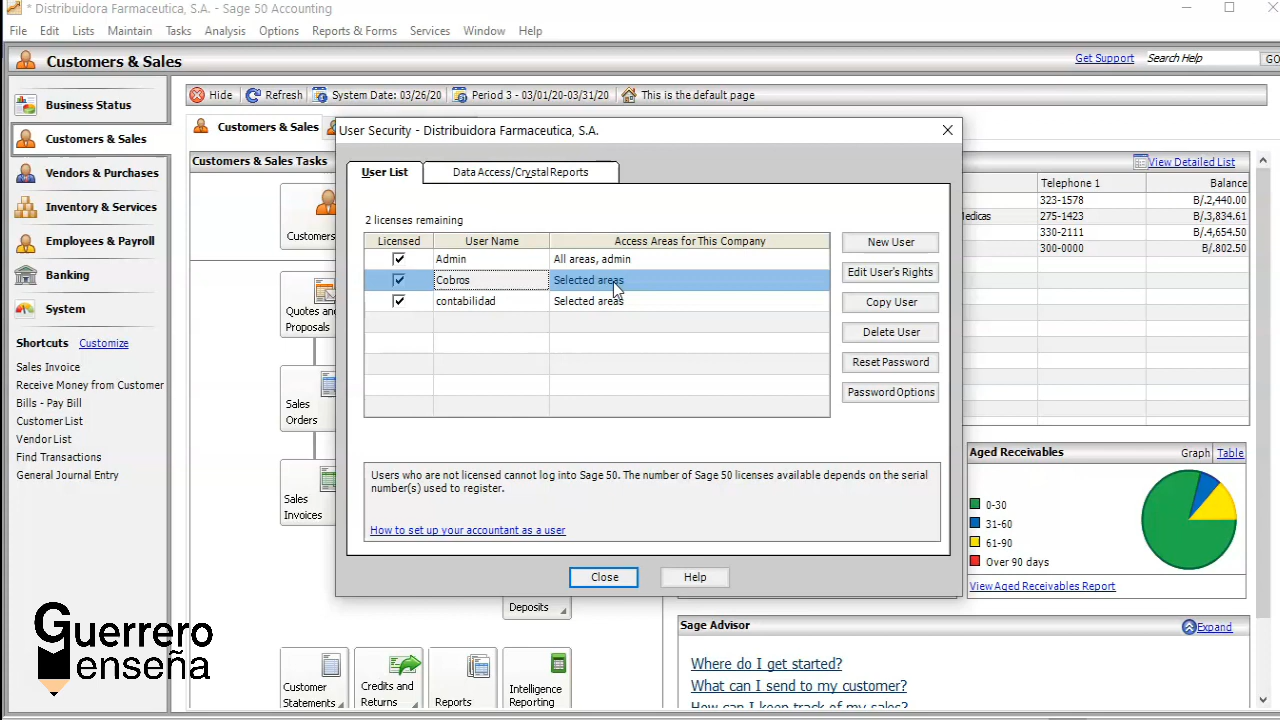 * Distribuidora Farmaceutica, S.A. - Sage 50 Accounting
File Edit Lists Maintain Tasks Analysis Options Reports & Forms Services Window Help
Customers & Sales
Get Support Search Help GO
Business Status
Customers & Sales
Vendors & Purchases
Inventory & Services
Employees & Payroll
Banking
System
Shortcuts Customize
Sales Invoice
Receive Money from Customer
Bills - Pay Bill
Customer List
Vendor List
Find Transactions
General Journal Entry
Hide Refresh System Date: 03/26/20 Period 3 - 03/01/20-03/31/20 This is the default page
Customers & Sales
Customers & Sales Tasks
Customers
Quotes and
Proposals
Sales
Orders
Sales
Invoices
Deposits
Customer
Statements
Credits and
Returns
Reports
Intelligence
Reporting
User Security - Distribuidora Farmaceutica, S.A.
User List Data Access/Crystal Reports
2 licenses remaining
Licensed User Name Access Areas for This Company
Admin All areas, admin
Cobros Selected areas
contabilidad Selected areas
New User
Edit User's Rights
Copy User
Delete User
Reset Password
Password Options
Users who are not licensed cannot log into Sage 50. The number of Sage 50 licenses available depends on the serial
number(s) used to register.
How to set up your accountant as a user
Close Help
View Detailed List
Telephone 1 Balance
323-1578 B/.2,440.00
Medicas 275-1423 B/.3,834.61
330-2111 B/.4,654.50
300-0000 B/.802.50
Aged Receivables Graph Table
0-30
31-60
61-90
Over 90 days
View Aged Receivables Report
Sage Advisor Expand
Where do I get started?
What can I send to my customer?
How can I keep track of my sales?
Guerrero
enseña